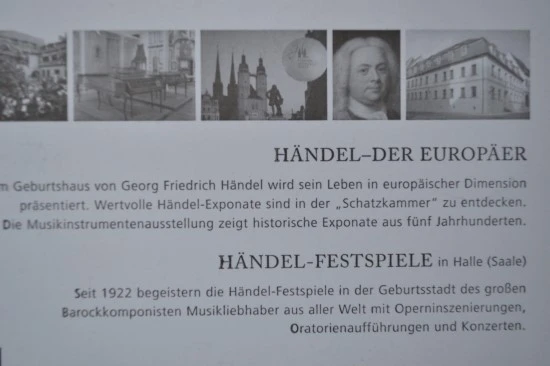 HÄNDEL–DER EUROPÄER
m Geburtshaus von Georg Friedrich Händel wird sein Leben in europäischer Dimension
präsentiert. Wertvolle Händel-Exponate sind in der „Schatzkammer“ zu entdecken.
Die Musikinstrumentenausstellung zeigt historische Exponate aus fünf Jahrhunderten.
HÄNDEL-FESTSPIELE in Halle (Saale)
Seit 1922 begeistern die Händel-Festspiele in der Geburtsstadt des großen
Barockkomponisten Musikliebhaber aus aller Welt mit Operninszenierungen,
Oratorienaufführungen und Konzerten.